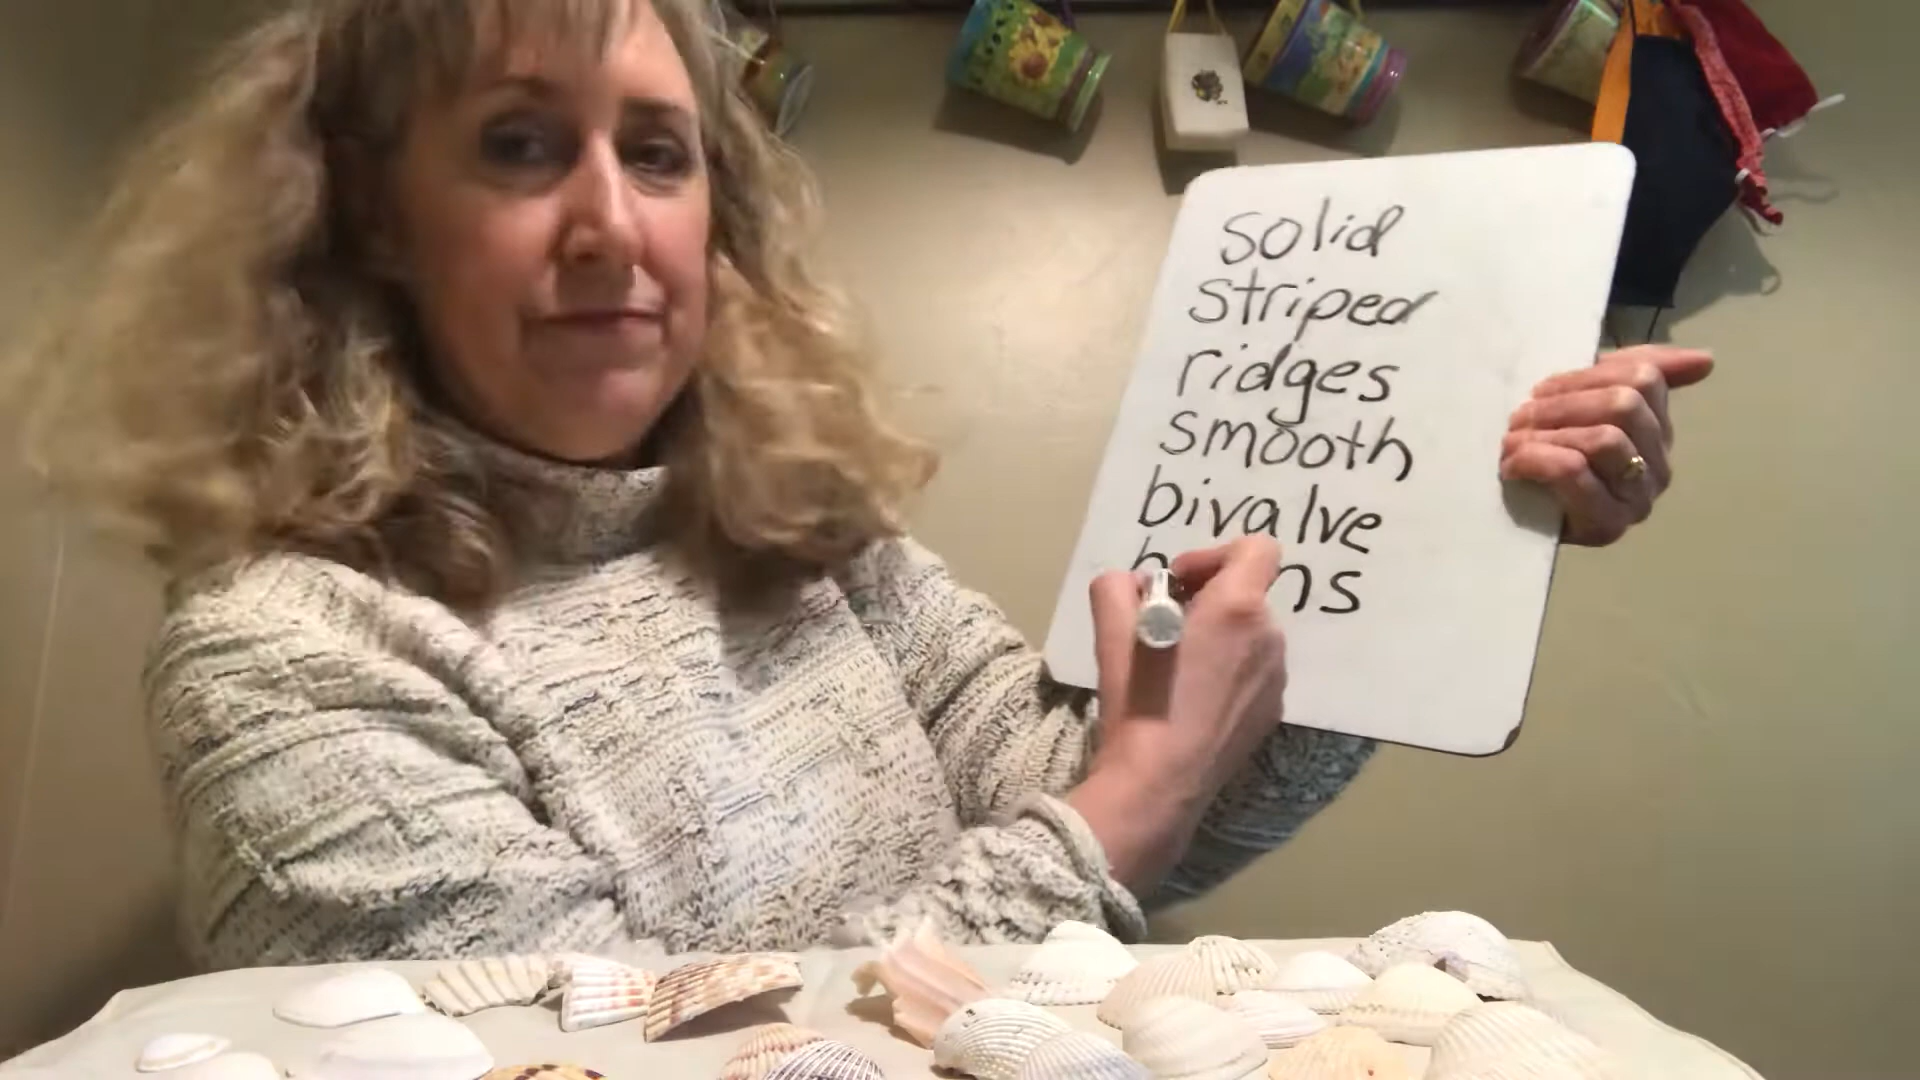 solid
striped
ridges
smooth
bivalve